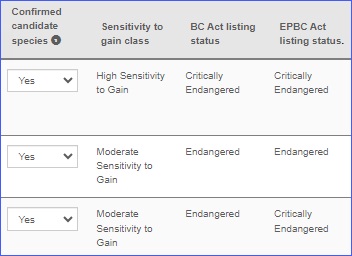 Confirmed
candidate
species ?
Sensitivity to
gain class
BC Act listing
status
EPBC Act
listing status.
Yes
High Sensitivity
to Gain
Critically
Endangered
Critically
Endangered
Yes
Moderate
Sensitivity to
Gain
Endangered
Endangered
Yes
Moderate
Sensitivity to
Gain
Endangered
Critically
Endangered